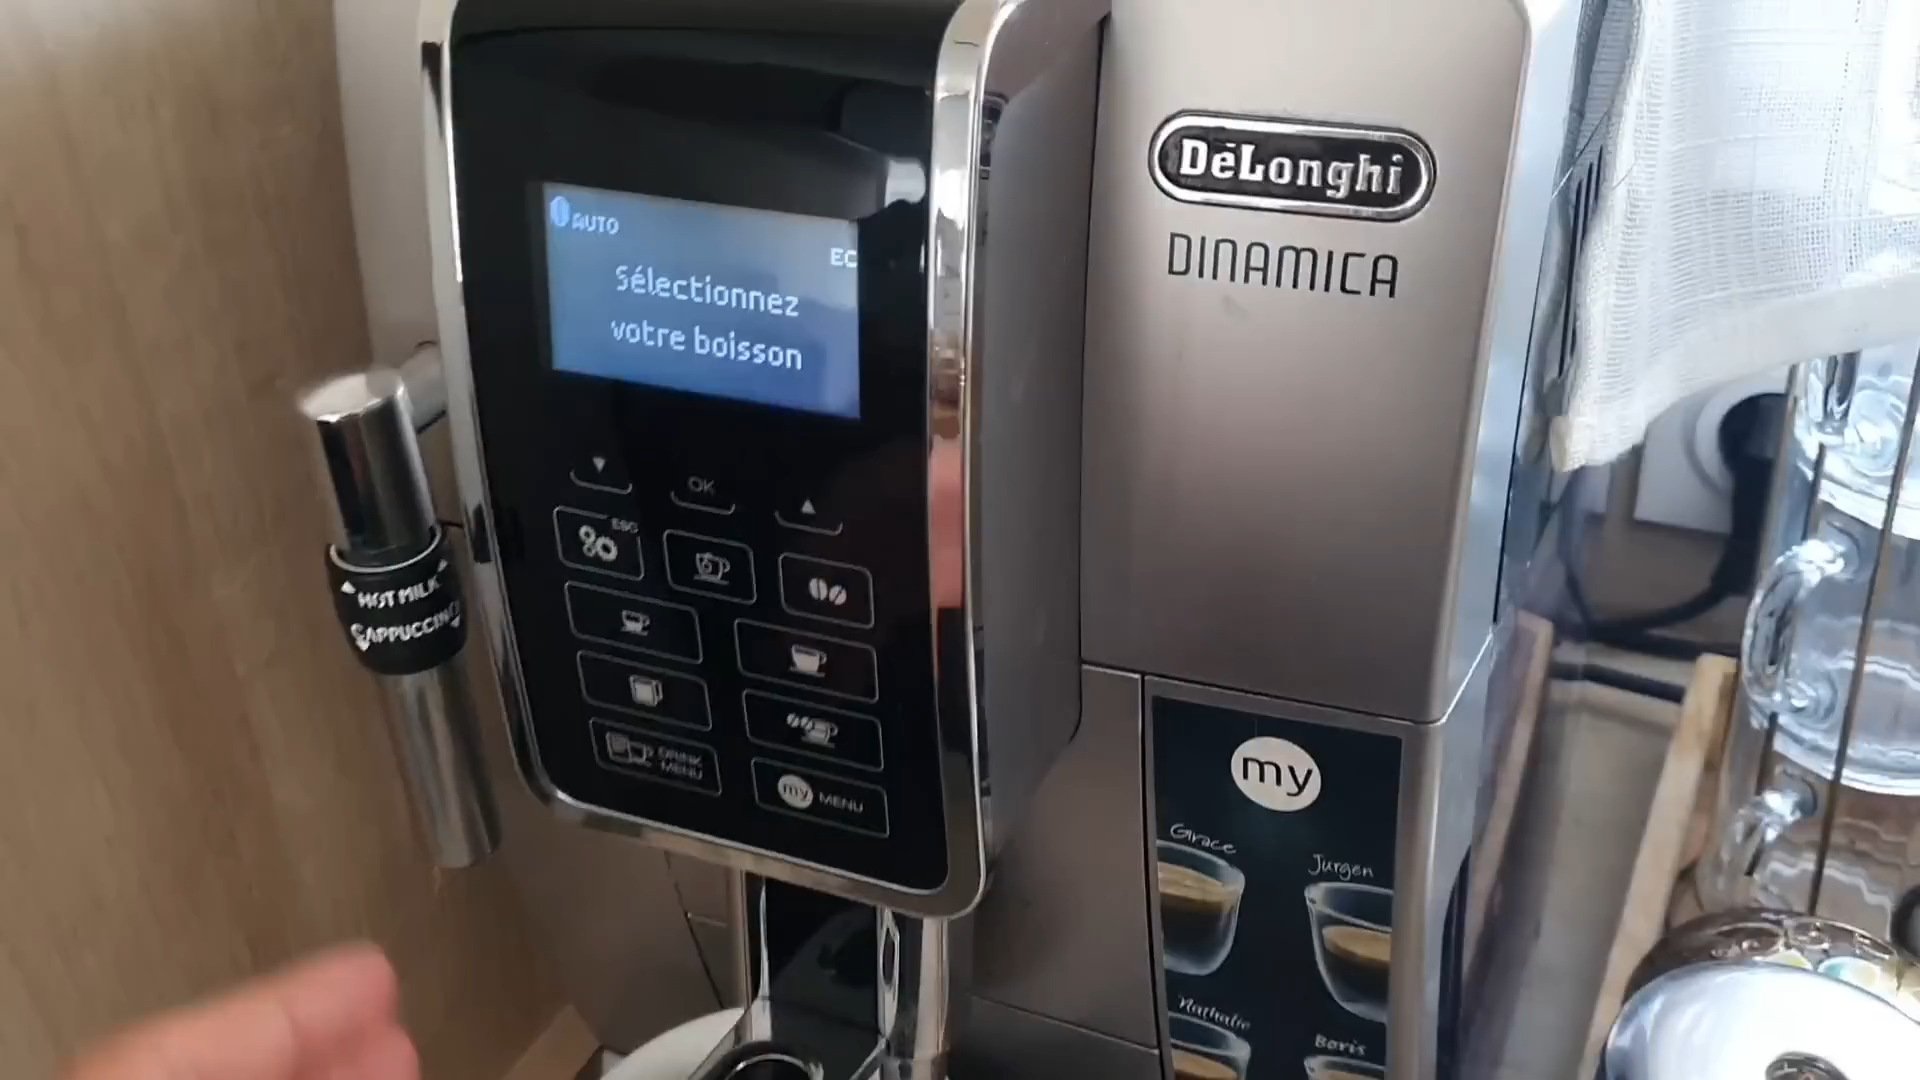 AUTO
EC
Sélectionnez
votre boisson
OK
ESC
HOT MILK
CAPPUCCINO
DRINK
MENU
my MENU
DéLonghi
DINAMICA
my
Grace
Jurgen
Nathalie
Boris